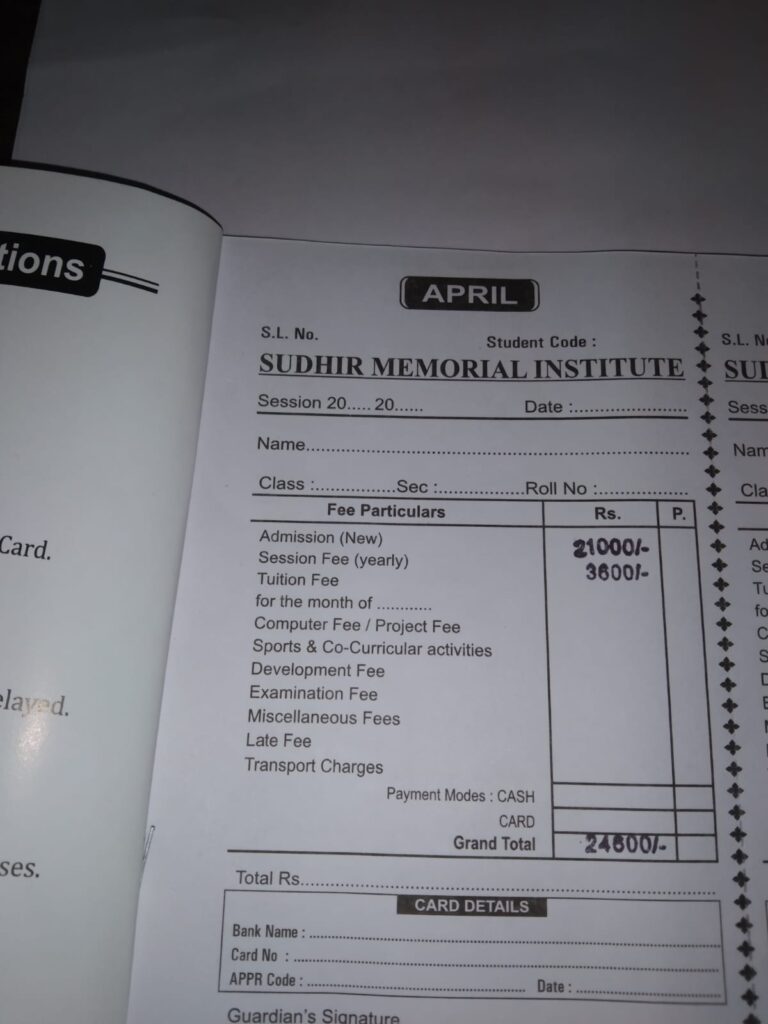 tions
Card.
elayed.
ses.
APRIL
S.L. No. Student Code :
SUDHIR MEMORIAL INSTITUTE
Session 20..... 20...... Date :.......................
Name.......................................................................
Class :...............Sec :................Roll No :.................
Fee Particulars Rs. P.
Admission (New) 21000/-
Session Fee (yearly) 3600/-
Tuition Fee
for the month of ............
Computer Fee / Project Fee
Sports & Co-Curricular activities
Development Fee
Examination Fee
Miscellaneous Fees
Late Fee
Transport Charges
Payment Modes : CASH
CARD
Grand Total 24600/-
Total Rs...............................................................................
CARD DETAILS
Bank Name : ..............................................................................
Card No : ..................................................................................
APPR Code : .......................................... Date : ............................
Guardian's Signature
S.L. No
SUD
Sess
Nam
Cla
Ad
Se
Tu
fo
C
S